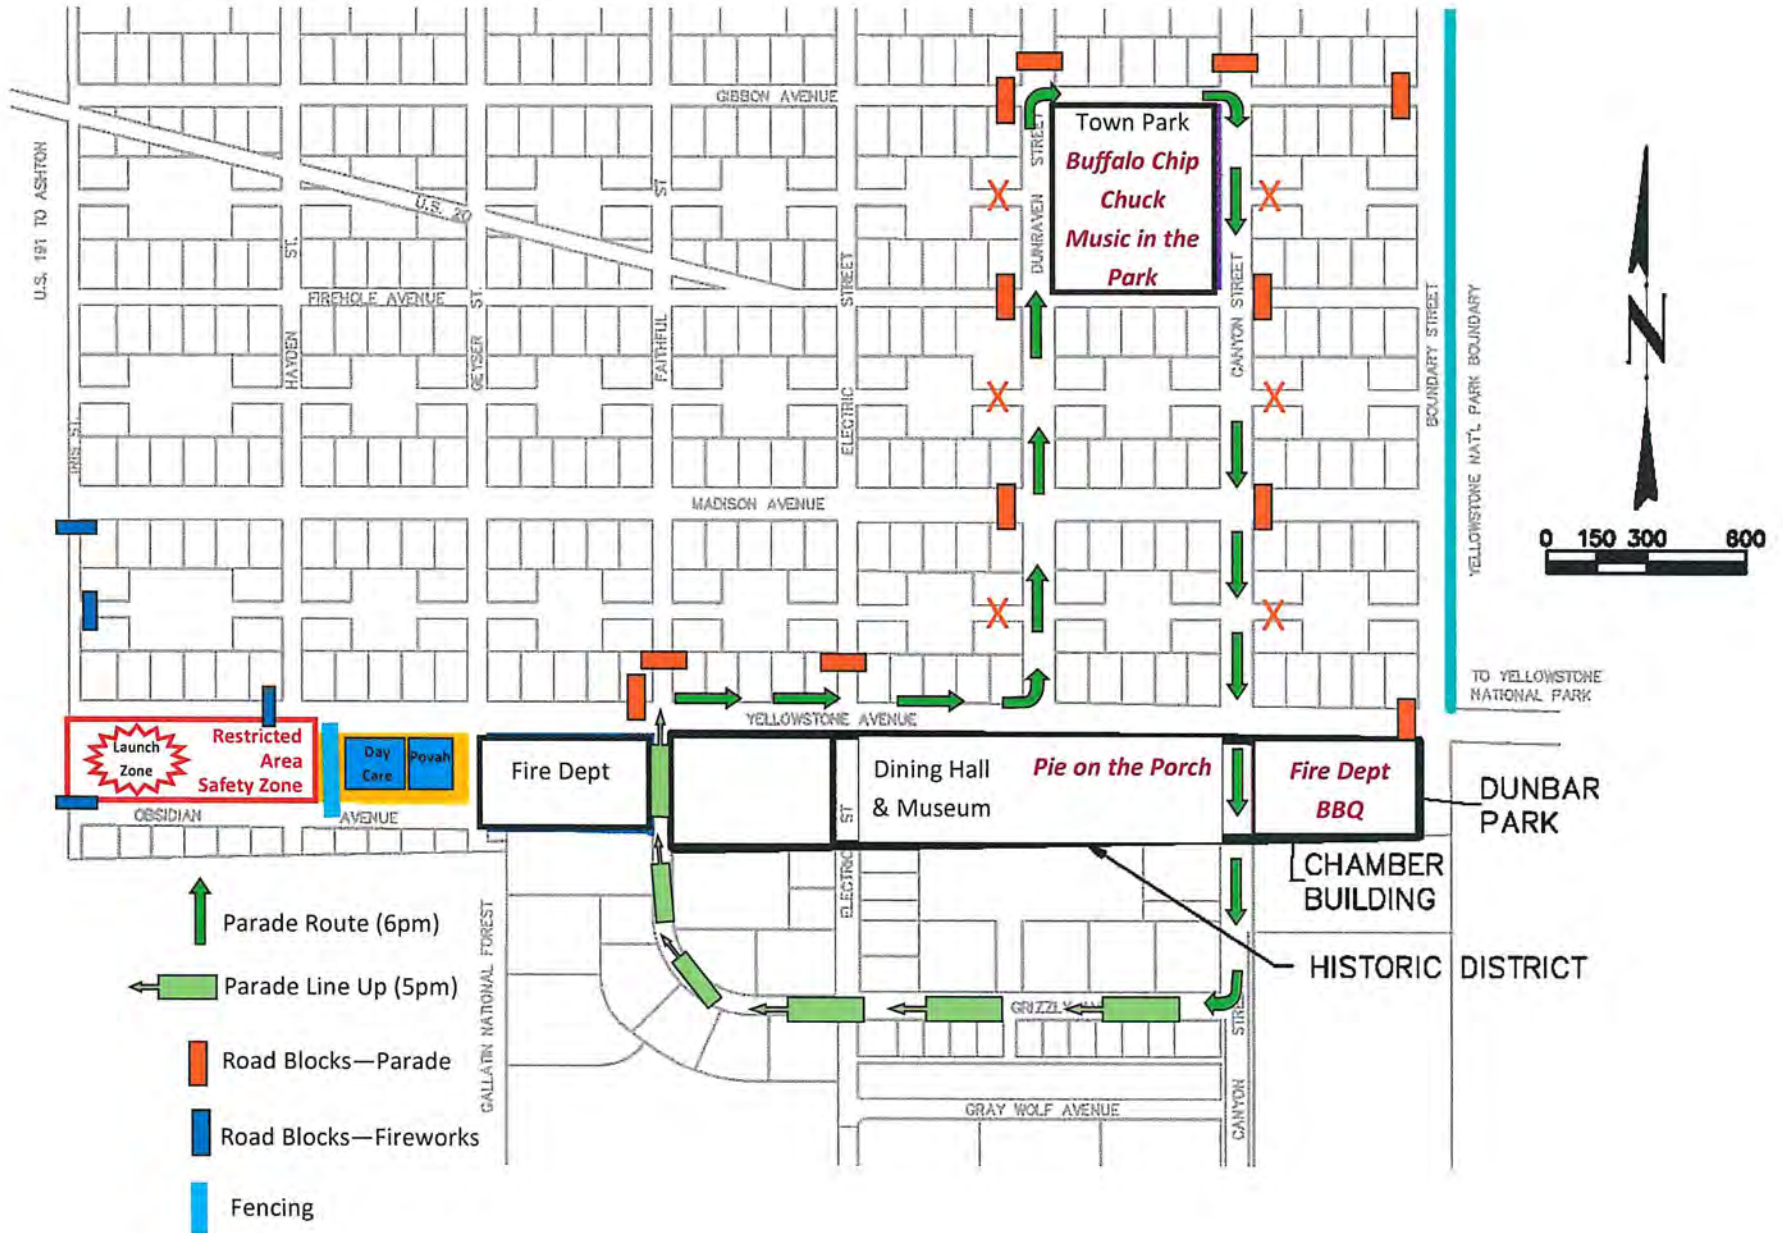 GIBBON AVENUE
U.S. 191 TO ASHTON
U.S. 20
ST.
ST
STREET
DUNRAVEN
STREET
Town Park
Buffalo Chip
Chuck
Music in the
Park
CANYON STREET
BOUNDARY STREET
YELLOWSTONE NAT'L PARK BOUNDARY
N
0 150 300 600
FIREHOLE AVENUE
HAYDEN
GEYSER
ST.
FAITHFUL
ELECTRIC
STREET
IRIS ST.
MADISON AVENUE
TO YELLOWSTONE
NATIONAL PARK
YELLOWSTONE AVENUE
Launch
Zone
Restricted
Area
Safety Zone
Day
Care
Povah
Fire Dept
Dining Hall
& Museum
Pie on the Porch
Fire Dept
BBQ
DUNBAR
PARK
OBSIDIAN
AVENUE
ELECTRIC ST
CHAMBER
BUILDING
HISTORIC DISTRICT
GALLATIN NATIONAL FOREST
GRIZZLY
CANYON STREET
GRAY WOLF AVENUE
Parade Route (6pm)
Parade Line Up (5pm)
Road Blocks—Parade
Road Blocks—Fireworks
Fencing